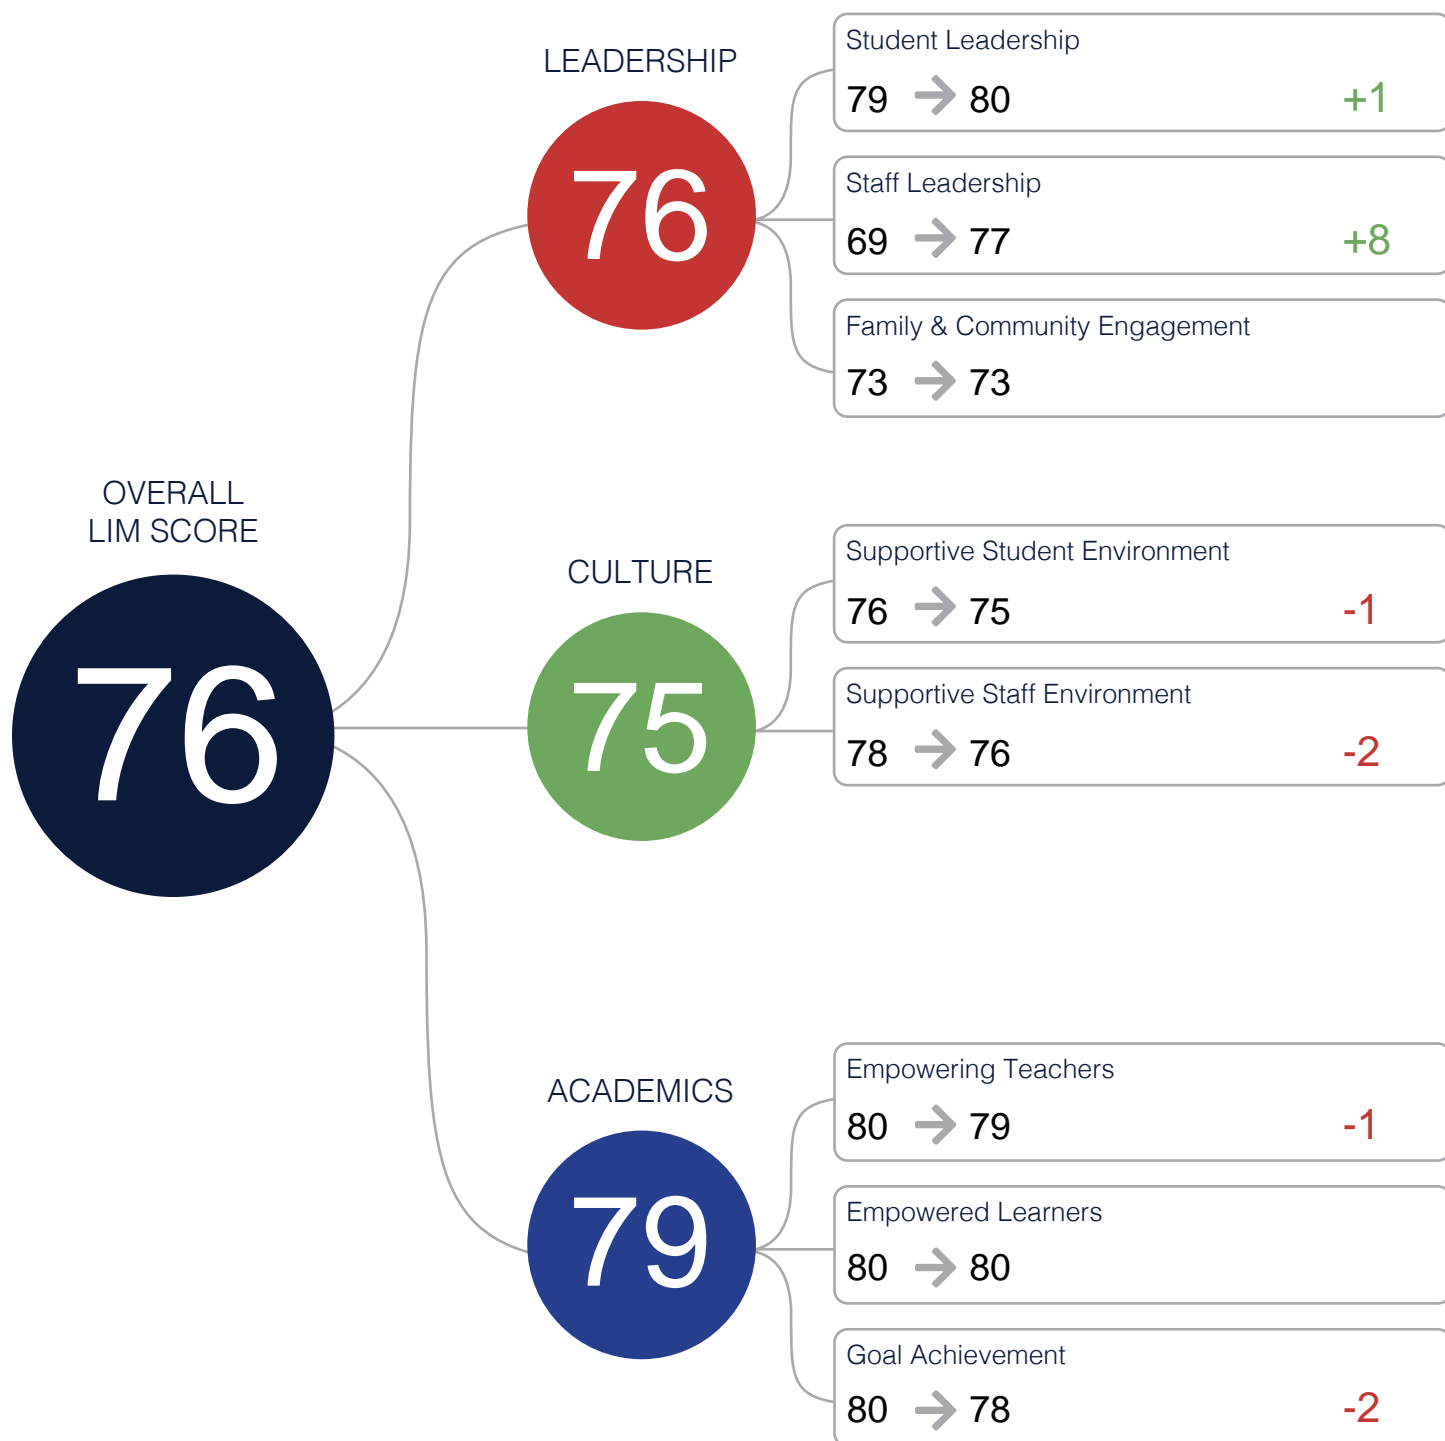 OVERALL
LIM SCORE
76
LEADERSHIP
76
Student Leadership
79 → 80 +1
Staff Leadership
69 → 77 +8
Family & Community Engagement
73 → 73
CULTURE
75
Supportive Student Environment
76 → 75 -1
Supportive Staff Environment
78 → 76 -2
ACADEMICS
79
Empowering Teachers
80 → 79 -1
Empowered Learners
80 → 80
Goal Achievement
80 → 78 -2